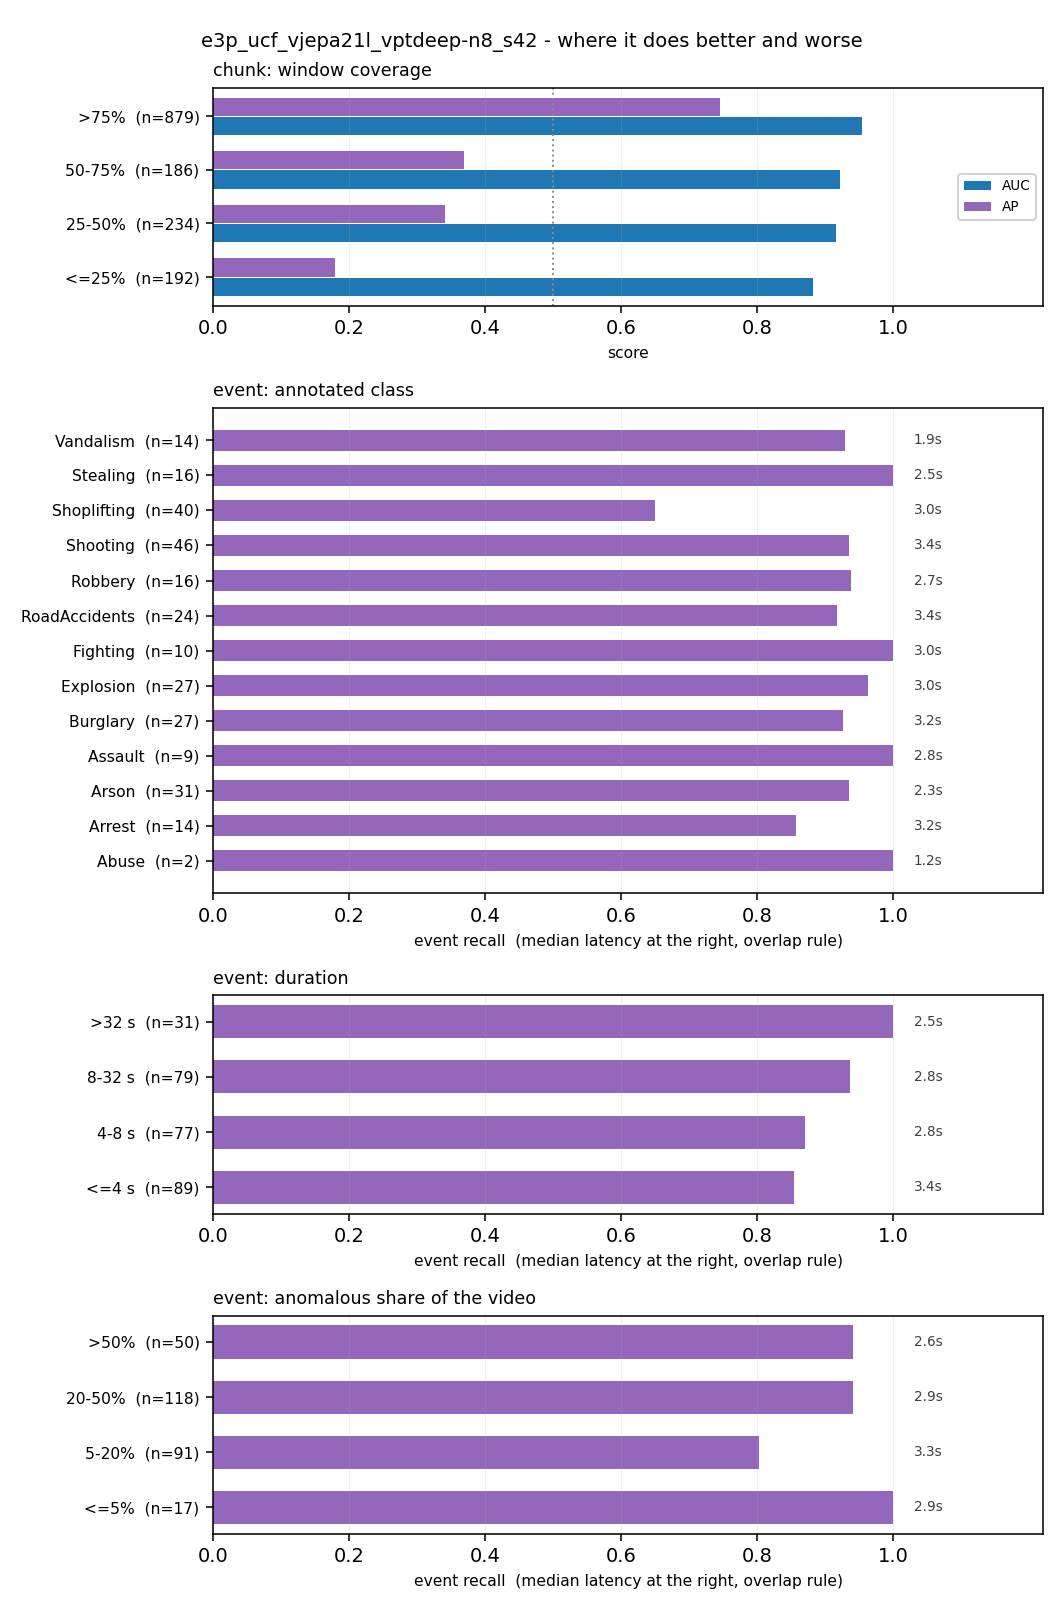 e3p_ucf_vjepa21l_vptdeep-n8_s42 - where it does better and worse
chunk: window coverage
>75%  (n=879)
50-75%  (n=186)
25-50%  (n=234)
<=25%  (n=192)
AUC
AP
0.0 0.2 0.4 0.6 0.8 1.0
score
event: annotated class
Vandalism  (n=14) 1.9s
Stealing  (n=16) 2.5s
Shoplifting  (n=40) 3.0s
Shooting  (n=46) 3.4s
Robbery  (n=16) 2.7s
RoadAccidents  (n=24) 3.4s
Fighting  (n=10) 3.0s
Explosion  (n=27) 3.0s
Burglary  (n=27) 3.2s
Assault  (n=9) 2.8s
Arson  (n=31) 2.3s
Arrest  (n=14) 3.2s
Abuse  (n=2) 1.2s
0.0 0.2 0.4 0.6 0.8 1.0
event recall  (median latency at the right, overlap rule)
event: duration
>32 s  (n=31) 2.5s
8-32 s  (n=79) 2.8s
4-8 s  (n=77) 2.8s
<=4 s  (n=89) 3.4s
0.0 0.2 0.4 0.6 0.8 1.0
event recall  (median latency at the right, overlap rule)
event: anomalous share of the video
>50%  (n=50) 2.6s
20-50%  (n=118) 2.9s
5-20%  (n=91) 3.3s
<=5%  (n=17) 2.9s
0.0 0.2 0.4 0.6 0.8 1.0
event recall  (median latency at the right, overlap rule)